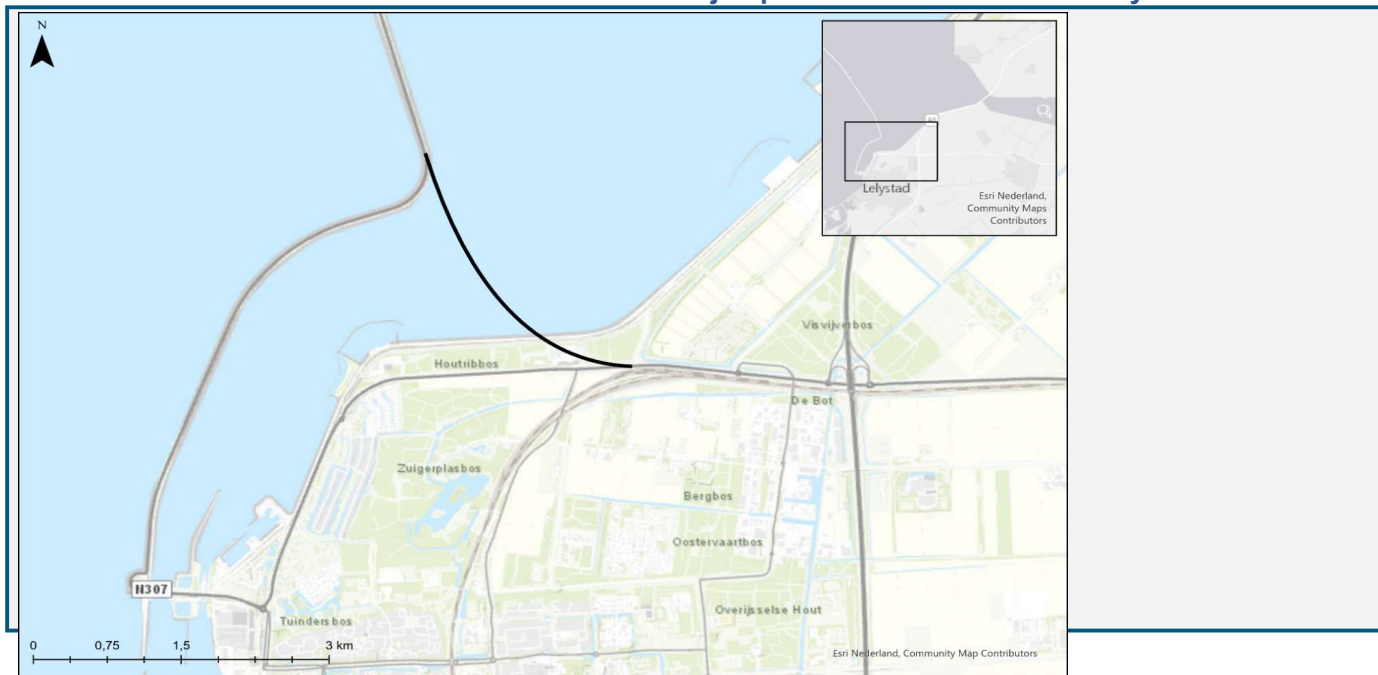 N
Lelystad
Esri Nederland,
Community Maps
Contributors
Visvijverbos
Houtribbos
De Bot
Zuigerplasbos
Bergbos
Oostervaartbos
N307
Overijsselse Hout
Tuindersbos
0 0,75 1,5 3 km
Esri Nederland, Community Map Contributors